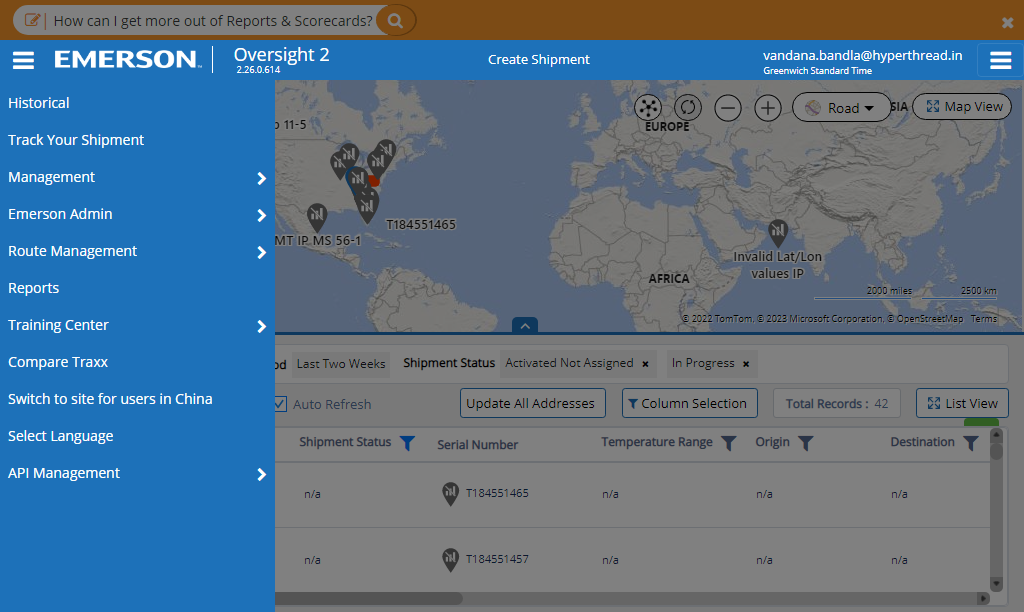 How can I get more out of Reports & Scorecards?
EMERSON
Oversight 2
2.26.0.614
Create Shipment
vandana.bandla@hyperthread.in
Greenwich Standard Time
Historical
Track Your Shipment
Management
Emerson Admin
Route Management
Reports
Training Center
Compare Traxx
Switch to site for users in China
Select Language
API Management
11-5
EUROPE
Road
SIA
Map View
T184551465
MT IP MS 56-1
Invalid Lat/Lon
values IP
AFRICA
2000 miles
2500 km
© 2022 TomTom, © 2023 Microsoft Corporation, © OpenStreetMap Terms
od
Last Two Weeks
Shipment Status
Activated Not Assigned ×
In Progress ×
Auto Refresh
Update All Addresses
Column Selection
Total Records : 42
List View
Shipment Status
Serial Number
Temperature Range
Origin
Destination
n/a
T184551465
n/a
n/a
n/a
n/a
T184551457
n/a
n/a
n/a